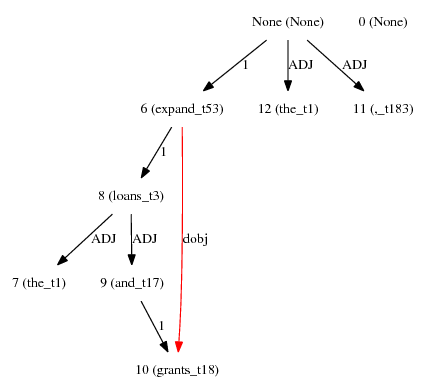 None (None) 0 (None)
1 ADJ ADJ
6 (expand_t53) 12 (the_t1) 11 (,_t183)
1
8 (loans_t3)
ADJ ADJ dobj
7 (the_t1) 9 (and_t17)
1
10 (grants_t18)